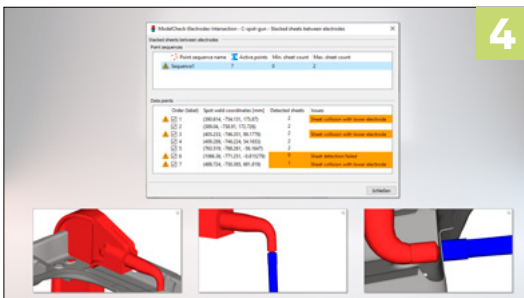 4
ModelCheck Electrodes Intersection - C-spot-gun - Stacked sheets between electrodes
Stacked sheets between electrodes
Point sequences
Point sequence name Active points Min. sheet count Max. sheet count
Sequence1 7 0 2
Data points
Order (label) Spot weld coordinates [mm] Detected sheets Issues
1 2 Sheet collision with lower electrode
2 2
3 2 Sheet collision with lower electrode
4 2
5 2
6 0 Sheet detection failed
7 1 Sheet collision with lower electrode
Schließen